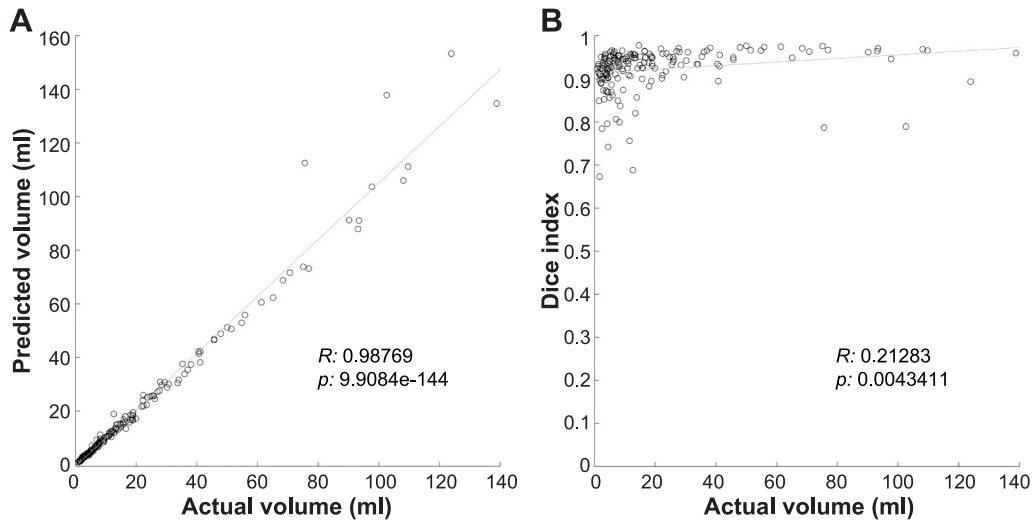 A
Predicted volume (ml)
160
140
120
100
80
60
40
20
0
0 20 40 60 80 100 120 140
Actual volume (ml)
R: 0.98769
p: 9.9084e-144
B
Dice index
1
0.9
0.8
0.7
0.6
0.5
0.4
0.3
0.2
0.1
0
0 20 40 60 80 100 120 140
Actual volume (ml)
R: 0.21283
p: 0.0043411